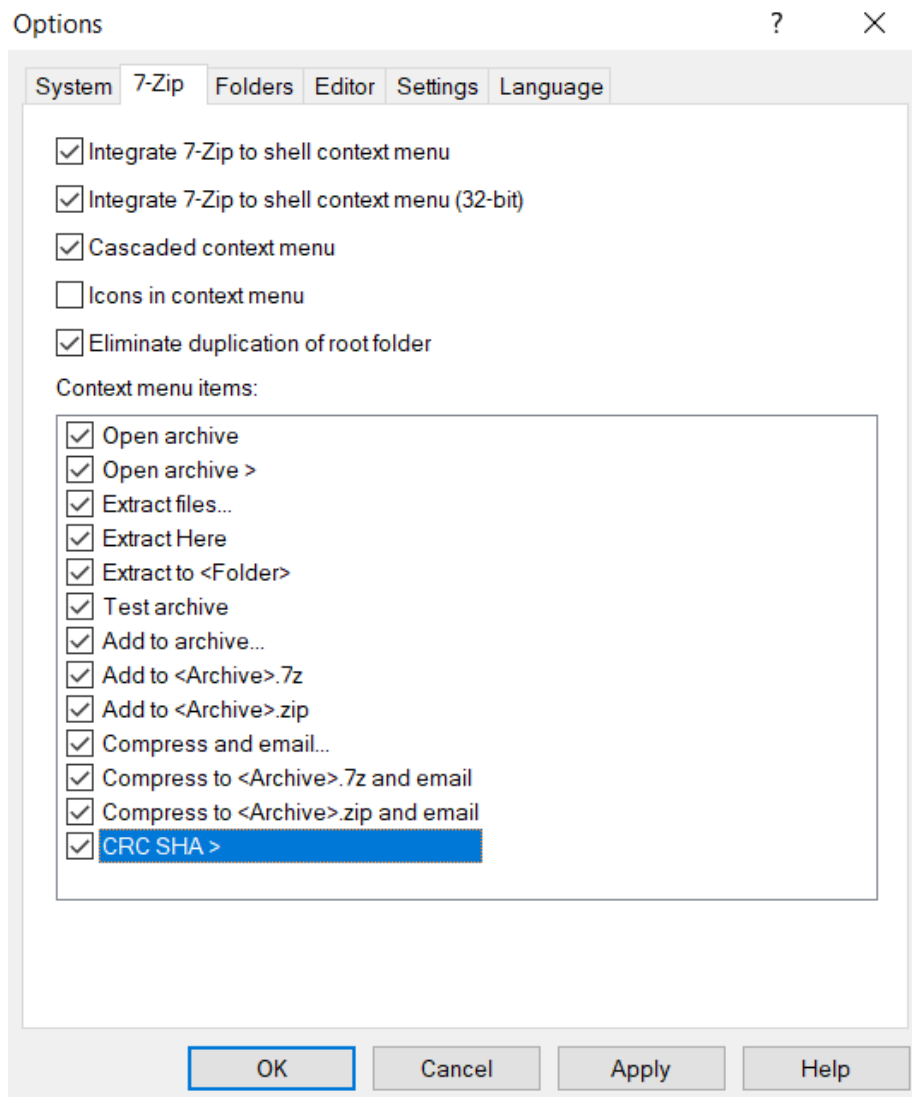 Options
?
System 7-Zip Folders Editor Settings Language
Integrate 7-Zip to shell context menu
Integrate 7-Zip to shell context menu (32-bit)
Cascaded context menu
Icons in context menu
Eliminate duplication of root folder
Context menu items:
Open archive
Open archive >
Extract files...
Extract Here
Extract to <Folder>
Test archive
Add to archive...
Add to <Archive>.7z
Add to <Archive>.zip
Compress and email...
Compress to <Archive>.7z and email
Compress to <Archive>.zip and email
CRC SHA >
OK Cancel Apply Help